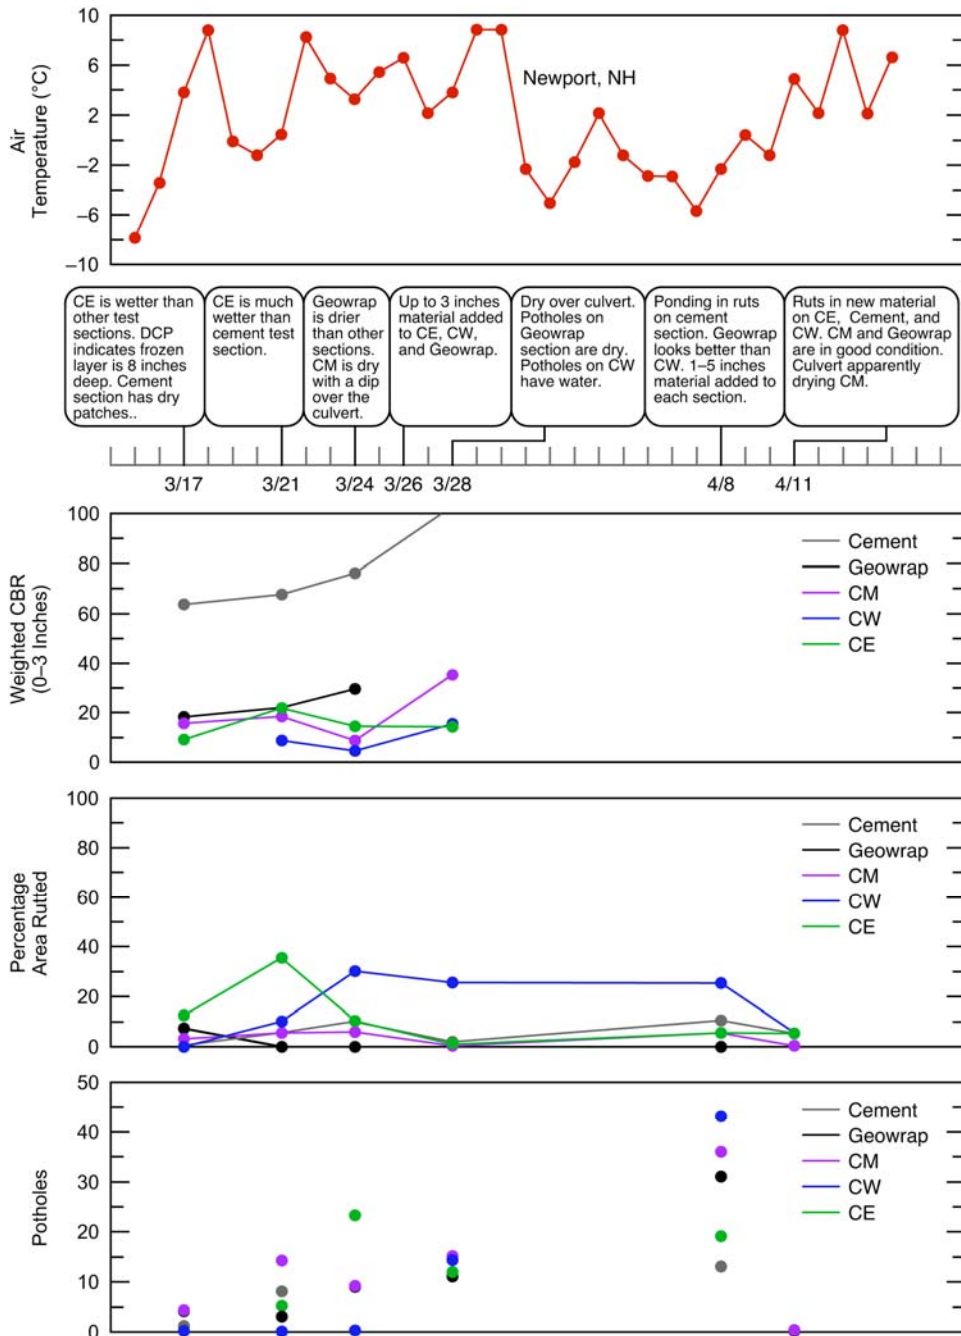 10
6
2
−2
−6
−10
Air
Temperature (°C)
Newport, NH
CE is wetter than
other test
sections. DCP
indicates frozen
layer is 8 inches
deep. Cement
section has dry
patches..
CE is much
wetter than
cement test
section.
Geowrap
is drier
than other
sections.
CM is dry
with a dip
over the
culvert.
Up to 3 inches
material added
to CE, CW,
and Geowrap.
Dry over culvert.
Potholes on
Geowrap
section are dry.
Potholes on CW
have water.
Ponding in ruts
on cement
section. Geowrap
looks better than
CW. 1–5 inches
material added to
each section.
Ruts in new material
on CE, Cement, and
CW. CM and Geowrap
are in good condition.
Culvert apparently
drying CM.
3/17 3/21 3/24 3/26 3/28 4/8 4/11
100
80
60
40
20
0
Weighted CBR
(0–3 Inches)
Cement
Geowrap
CM
CW
CE
100
80
60
40
20
0
Percentage
Area Rutted
Cement
Geowrap
CM
CW
CE
50
40
30
20
10
0
Potholes
Cement
Geowrap
CM
CW
CE